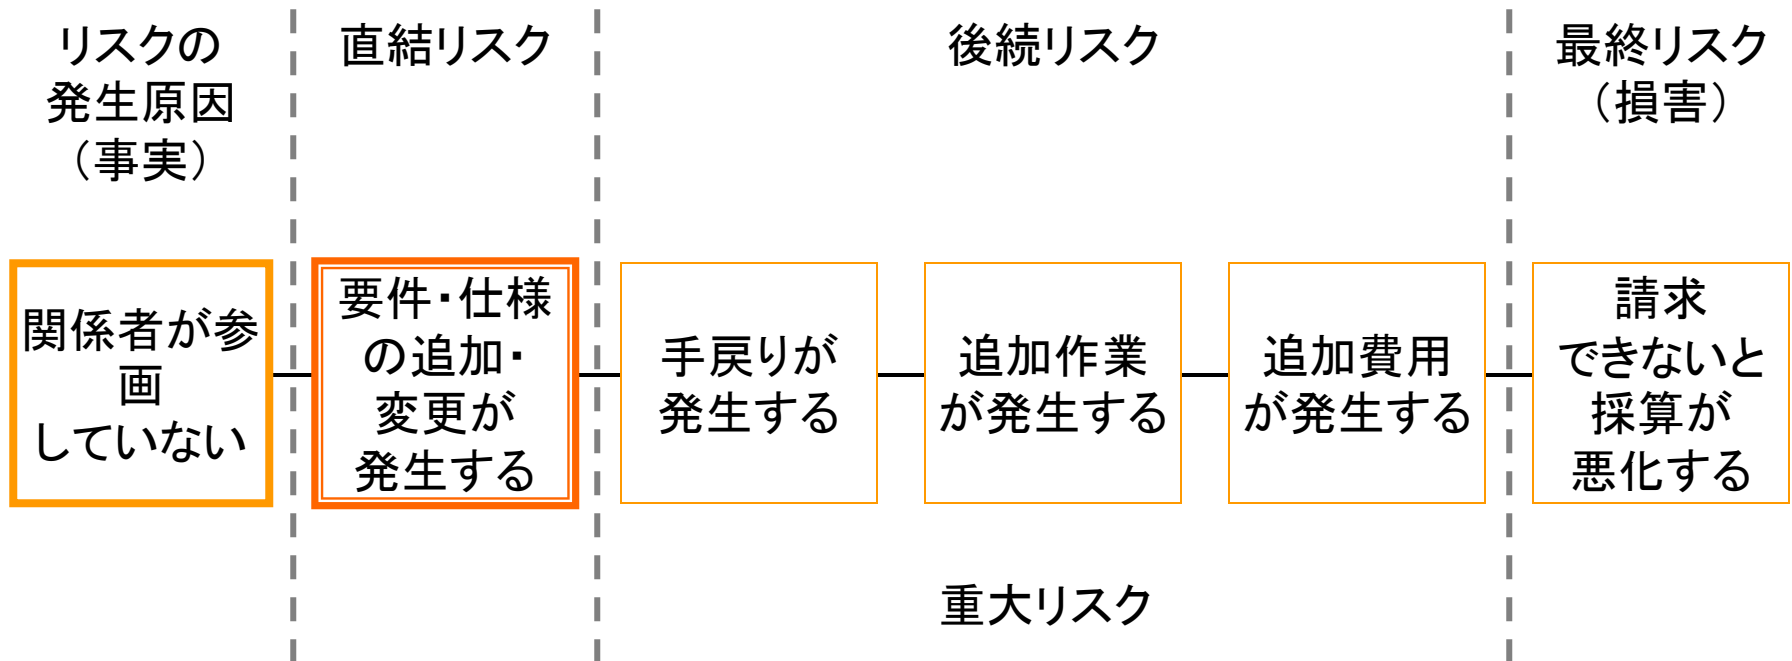 リスクの
発生原因
（事実）
直結リスク
後続リスク
最終リスク
（損害）
関係者が参
画
していない
要件・仕様
の追加・
変更が
発生する
手戻りが
発生する
追加作業
が発生する
追加費用
が発生する
請求
できないと
採算が
悪化する
重大リスク